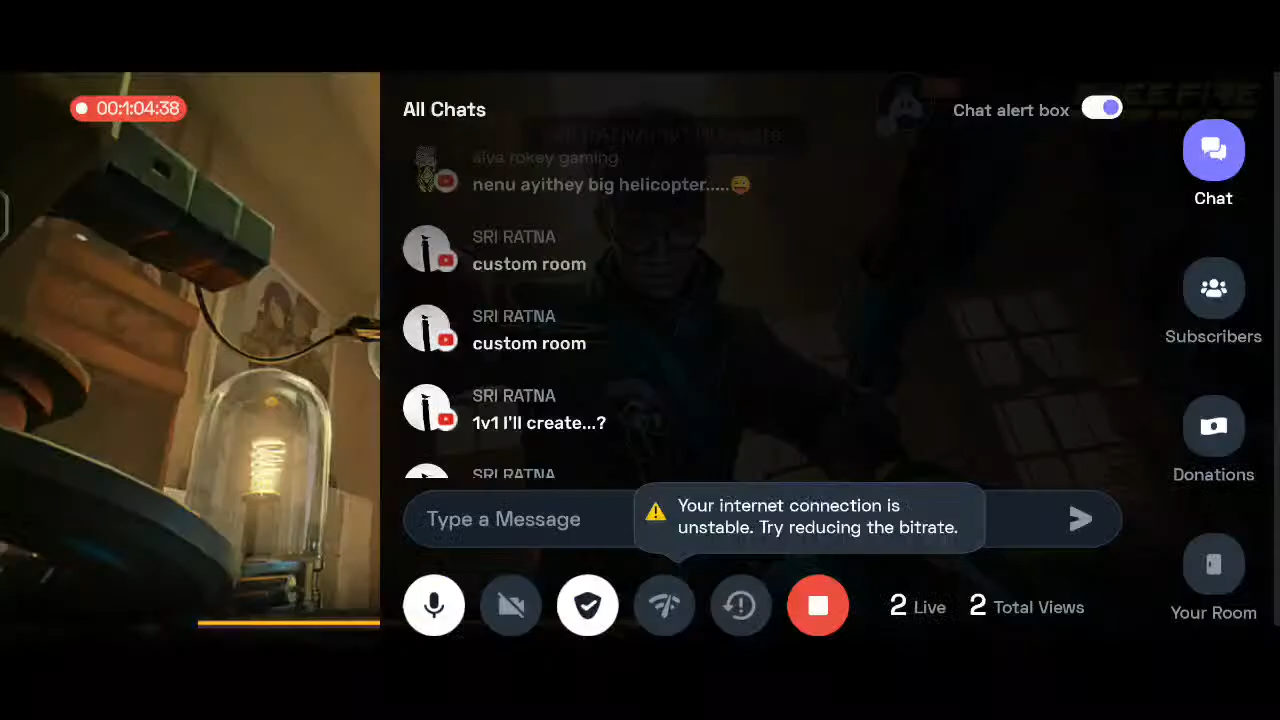 00:1:04:38
All Chats
Chat alert box
siva rokey gaming
nenu ayithey big helicopter.....😜
Chat
SRI RATNA
custom room
SRI RATNA
custom room
Subscribers
SRI RATNA
1v1 I'll create...?
SRI RATNA
Donations
Type a Message
Your internet connection is
unstable. Try reducing the bitrate.
2 Live 2 Total Views
Your Room